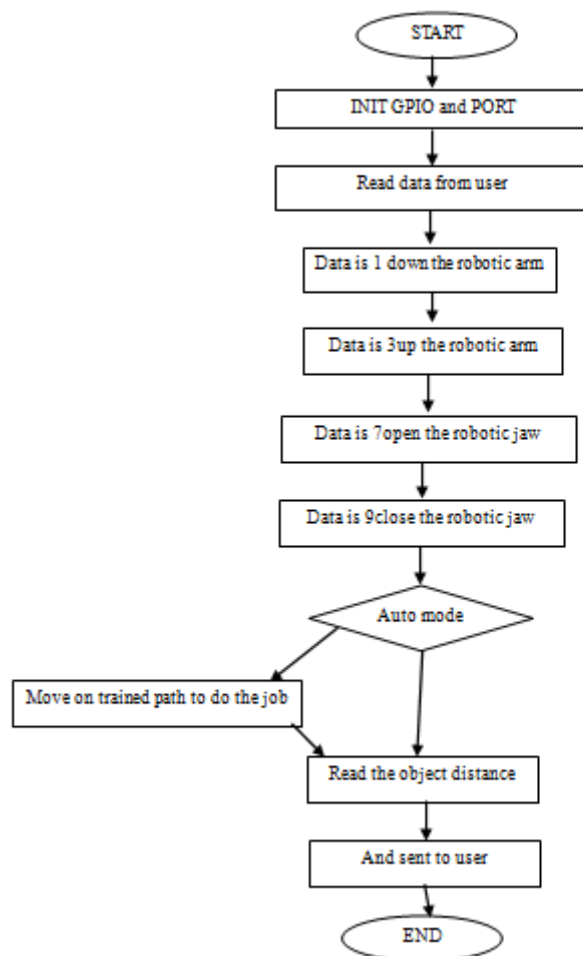 START
INIT GPIO and PORT
Read data from user
Data is 1 down the robotic arm
Data is 3up the robotic arm
Data is 7open the robotic jaw
Data is 9close the robotic jaw
Auto mode
Move on trained path to do the job
Read the object distance
And sent to user
END